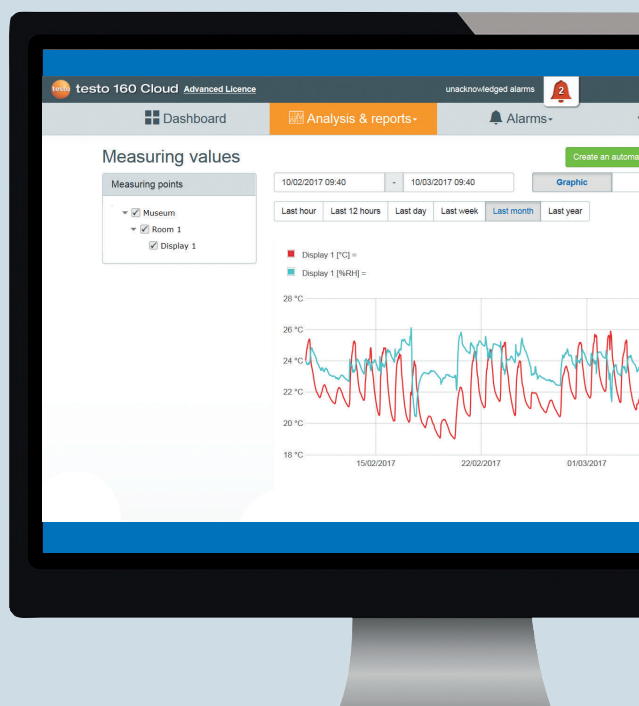 testo
testo 160 Cloud Advanced Licence
unacknowledged alarms
2
Dashboard
Analysis & reports
Alarms
Measuring values
Create an automa
Measuring points
Museum
Room 1
Display 1
10/02/2017 09:40 - 10/03/2017 09:40
Graphic
Last hour Last 12 hours Last day Last week Last month Last year
Display 1 [°C] =
Display 1 [%RH] =
28 °C
26 °C
24 °C
22 °C
20 °C
18 °C
15/02/2017 22/02/2017 01/03/2017